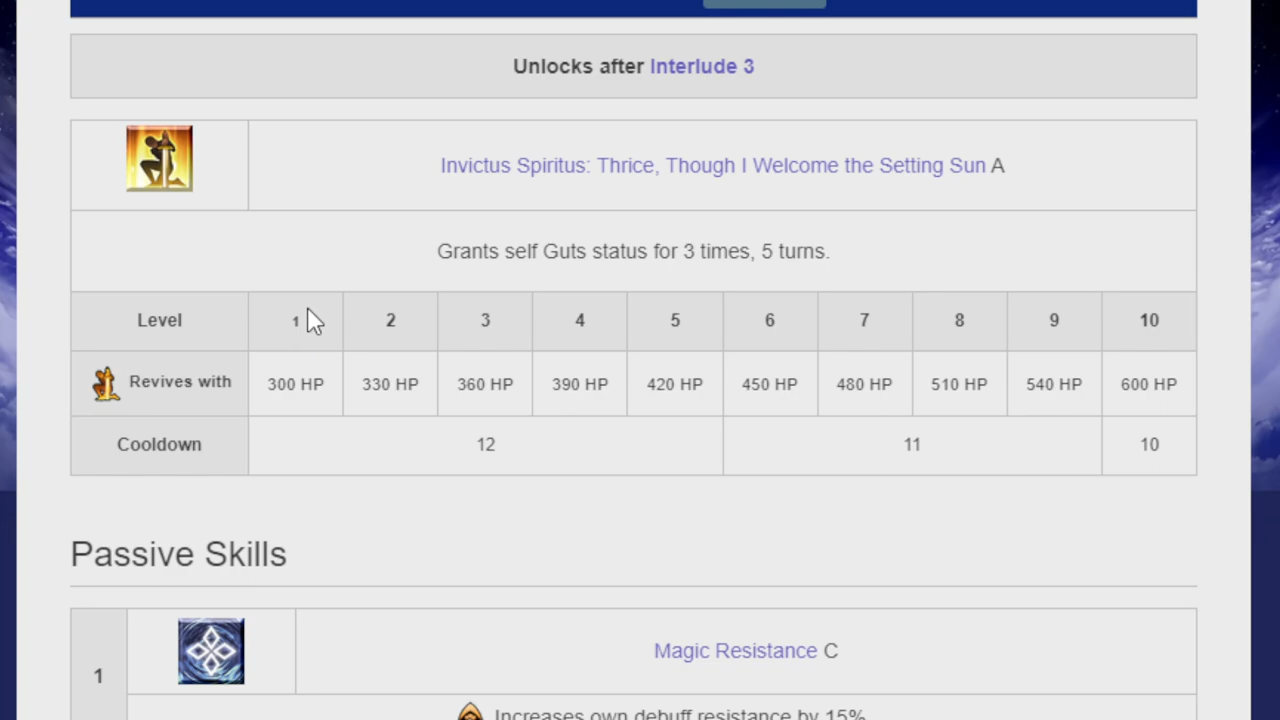 Unlocks after Interlude 3
Invictus Spiritus: Thrice, Though I Welcome the Setting Sun A
Grants self Guts status for 3 times, 5 turns.
Level 1 2 3 4 5 6 7 8 9 10
Revives with 300 HP 330 HP 360 HP 390 HP 420 HP 450 HP 480 HP 510 HP 540 HP 600 HP
Cooldown 12 11 10
Passive Skills
1 Magic Resistance C
Increases own debuff resistance by 15%